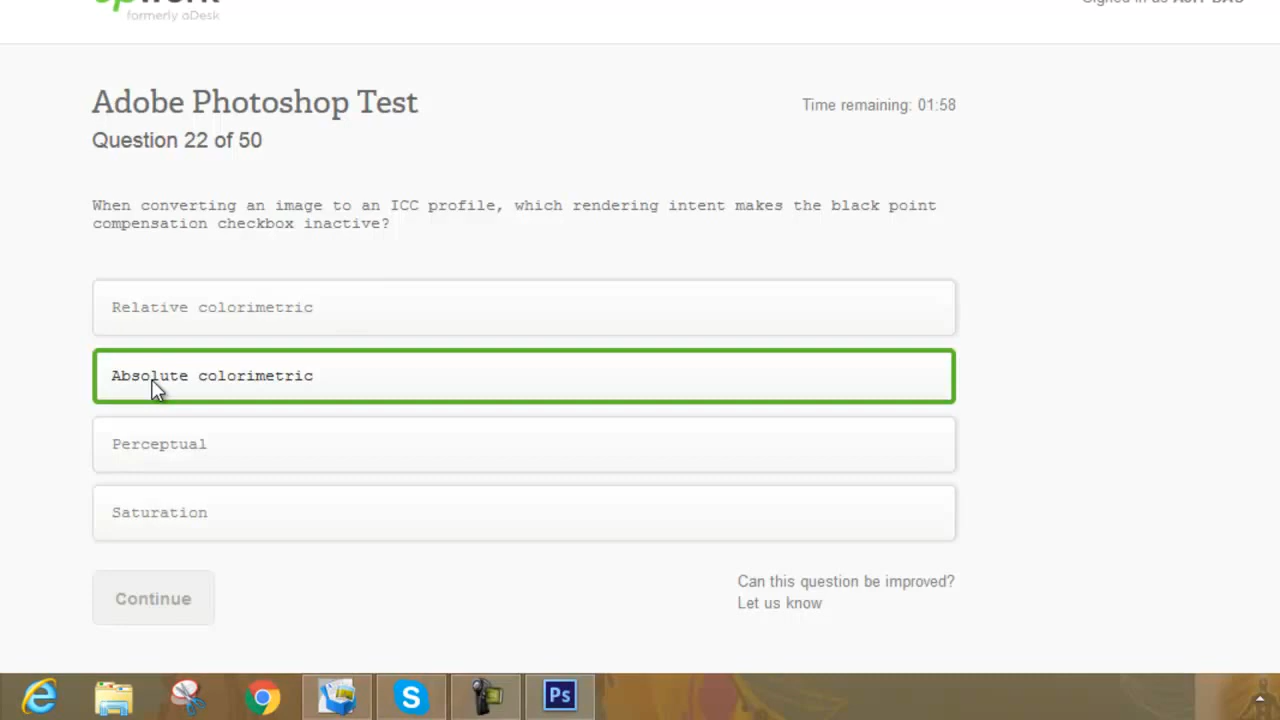 formerly oDesk
Adobe Photoshop Test
Time remaining: 01:58
Question 22 of 50
When converting an image to an ICC profile, which rendering intent makes the black point
compensation checkbox inactive?
Relative colorimetric
Absolute colorimetric
Perceptual
Saturation
Continue
Can this question be improved?
Let us know
Ps